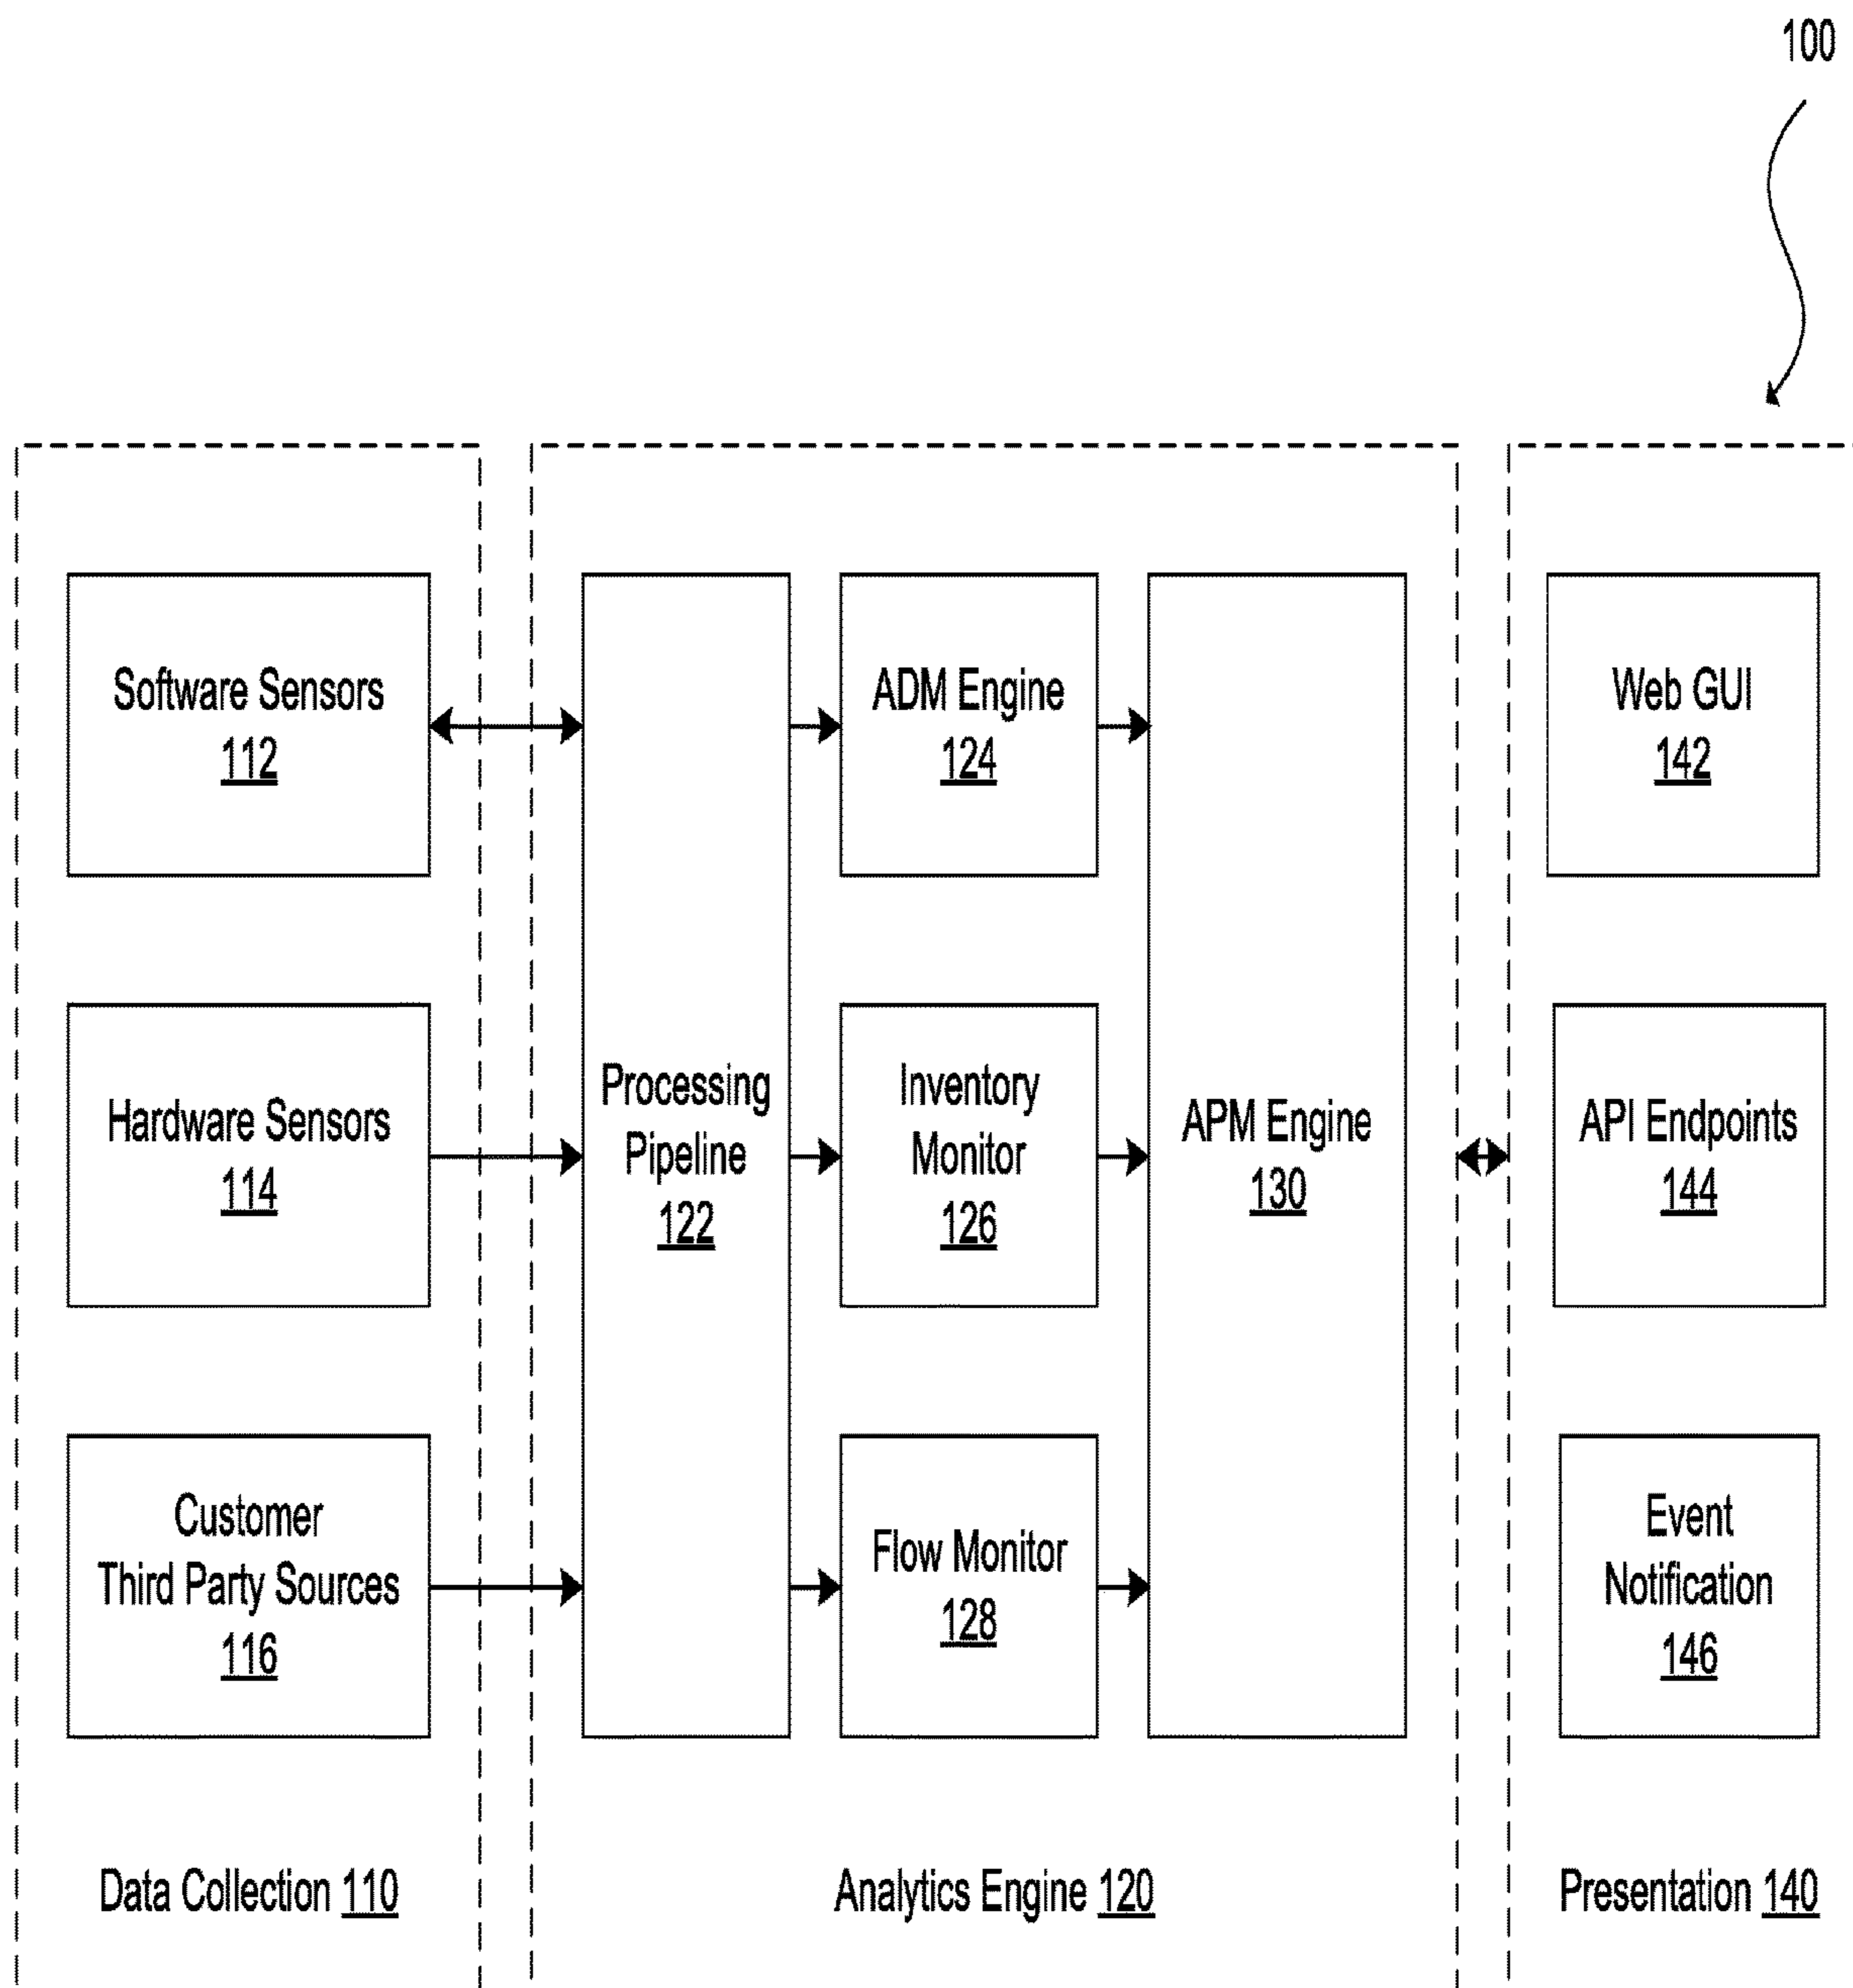 100
Software Sensors
112
Hardware Sensors
114
Customer
Third Party Sources
116
Data Collection 110
Processing
Pipeline
122
ADM Engine
124
Inventory
Monitor
126
Flow Monitor
128
APM Engine
130
Analytics Engine 120
Web GUI
142
API Endpoints
144
Event
Notification
146
Presentation 140